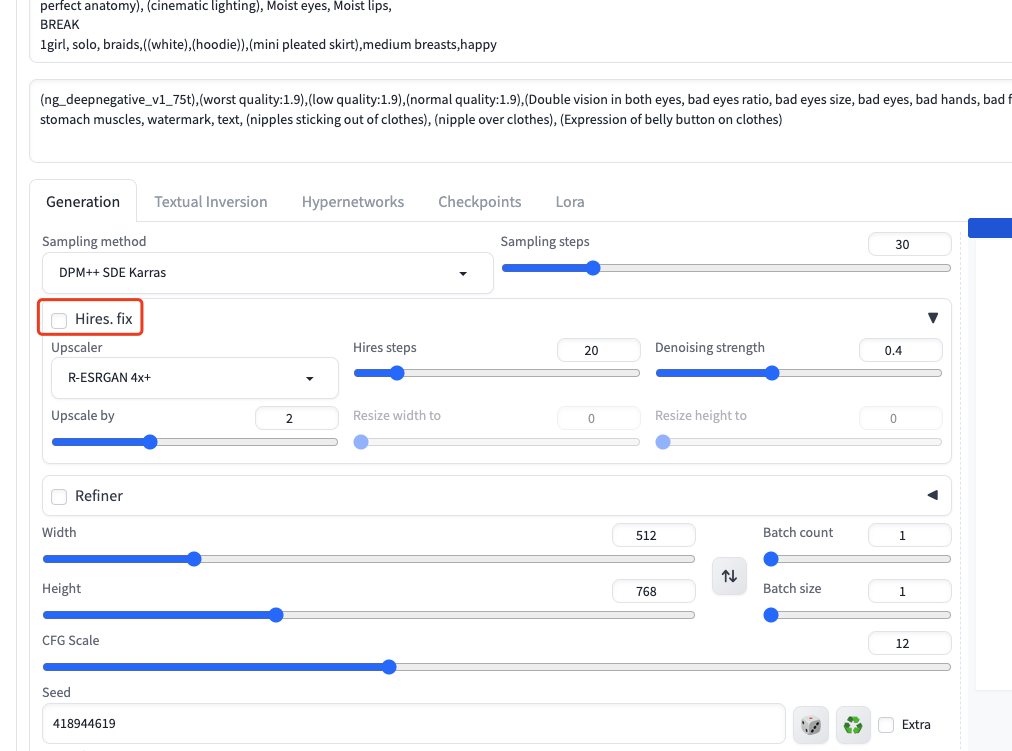 perfect anatomy), (cinematic lighting), Moist eyes, Moist lips,
BREAK
1girl, solo, braids,((white),(hoodie)),(mini pleated skirt),medium breasts,happy
(ng_deepnegative_v1_75t),(worst quality:1.9),(low quality:1.9),(normal quality:1.9),(Double vision in both eyes, bad eyes ratio, bad eyes size, bad eyes, bad hands, bad f
stomach muscles, watermark, text, (nipples sticking out of clothes), (nipple over clothes), (Expression of belly button on clothes)
Generation Textual Inversion Hypernetworks Checkpoints Lora
Sampling method Sampling steps 30
DPM++ SDE Karras
Hires. fix
Upscaler Hires steps 20 Denoising strength 0.4
R-ESRGAN 4x+
Upscale by 2 Resize width to 0 Resize height to 0
Refiner
Width 512 Batch count 1
Height 768 Batch size 1
CFG Scale 12
Seed
418944619 Extra